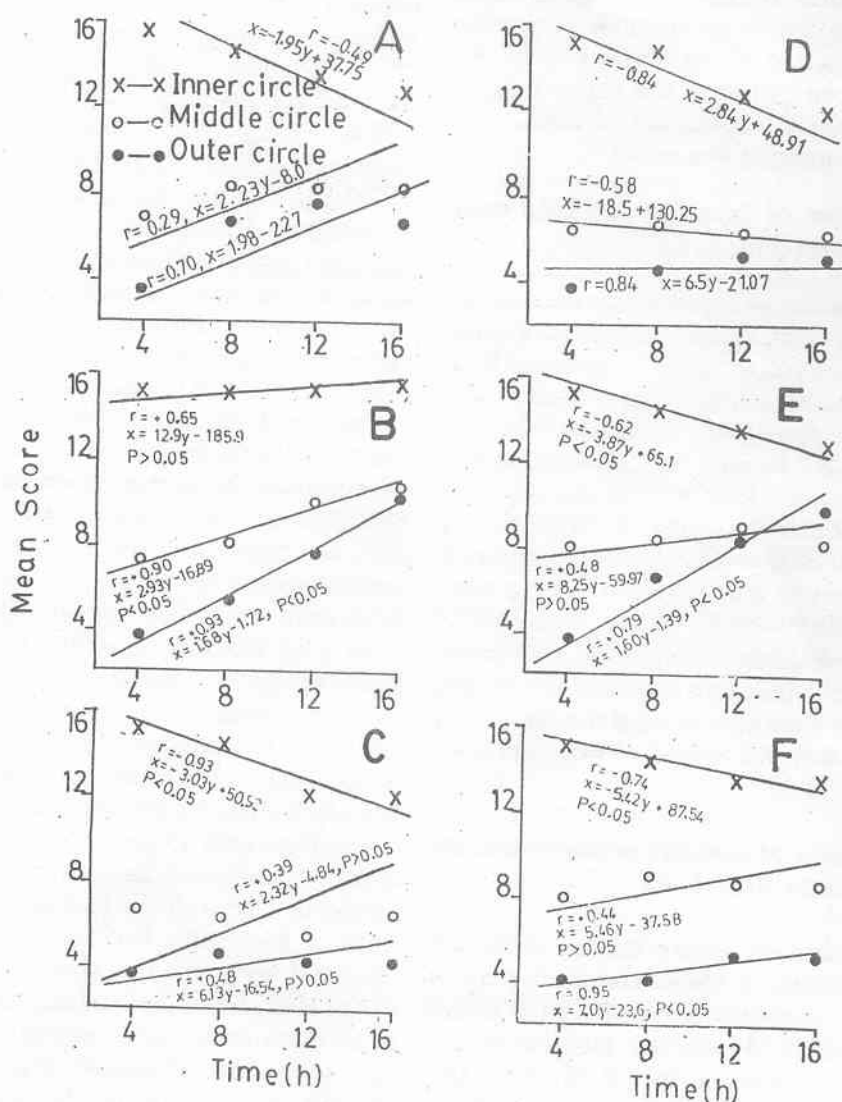 16
12
8
4
A
r=-0.49
x=-1.95y+37.75
x—x Inner circle
o—o Middle circle
●—● Outer circle
r= 0.29, x= 2.23y-8.0
r=0.70, x=1.98-2.27
4
8
12
16
16
12
8
4
D
r=-0.84
x= 2.84y+48.91
r=-0.58
x=-18.5+130.25
r=0.84
x=6.5y-21.07
4
8
12
16
Mean Score
16
12
8
4
B
r= +0.65
x= 12.9y-185.9
P>0.05
r=+0.90
x= 2.93y-16.89
P<0.05
r=+0.93
x=1.68y-1.72, P<0.05
16
12
8
4
E
r=-0.62
x=-3.87y+65.1
P<0.05
r=+0.48
x= 8.25y-59.97
P>0.05
r=+0.79
x=1.60y-1.39, P<0.05
4
8
12
16
16
12
8
4
C
r=-0.93
x=-3.03y+50.52
P<0.05
r=+0.39
x= 2.32y-4.84, P>0.05
r=+0.48
x= 6.13y-16.54, P>0.05
4
8
12
16
Time(h)
16
12
8
4
F
r=-0.74
x=-5.42y+87.54
P<0.05
r=+0.44
x= 5.46y-37.58
P>0.05
r= 0.95
x= 7.0y-23.6, P<0.05
4
8
12
16
Time(h)